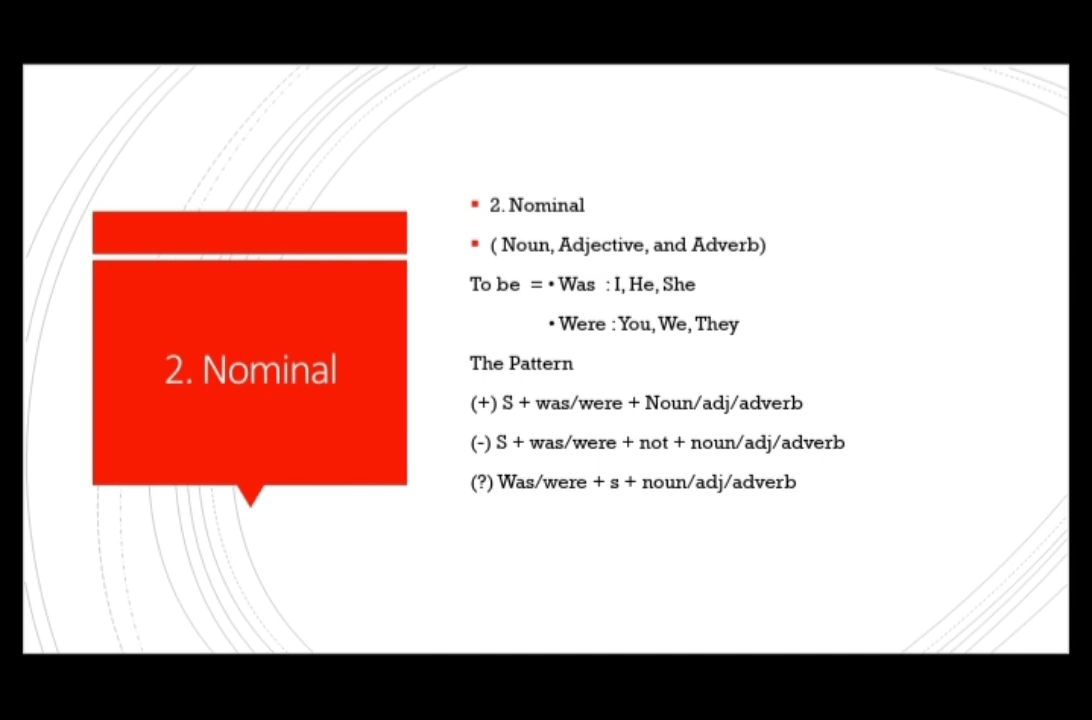 2. Nominal
2. Nominal
( Noun, Adjective, and Adverb)
To be = • Was : I, He, She
• Were : You, We, They
The Pattern
(+) S + was/were + Noun/adj/adverb
(-) S + was/were + not + noun/adj/adverb
(?) Was/were + s + noun/adj/adverb